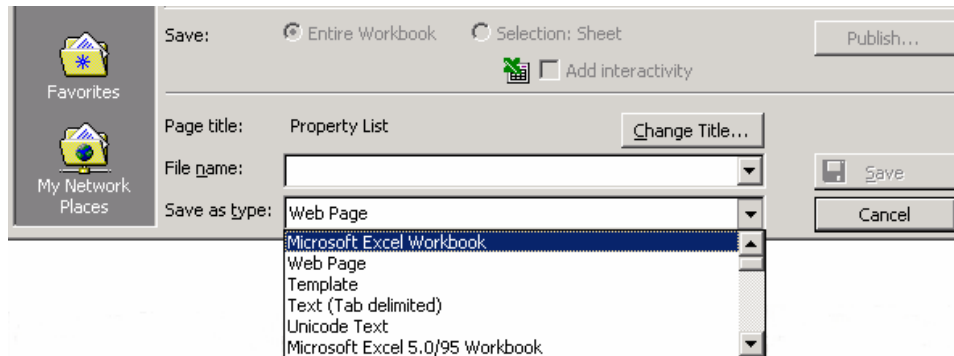 Save: Entire Workbook Selection: Sheet Publish...
Add interactivity
Favorites
Page title: Property List Change Title...
File name: Save
My Network
Places
Save as type: Web Page Cancel
Microsoft Excel Workbook
Web Page
Template
Text (Tab delimited)
Unicode Text
Microsoft Excel 5.0/95 Workbook